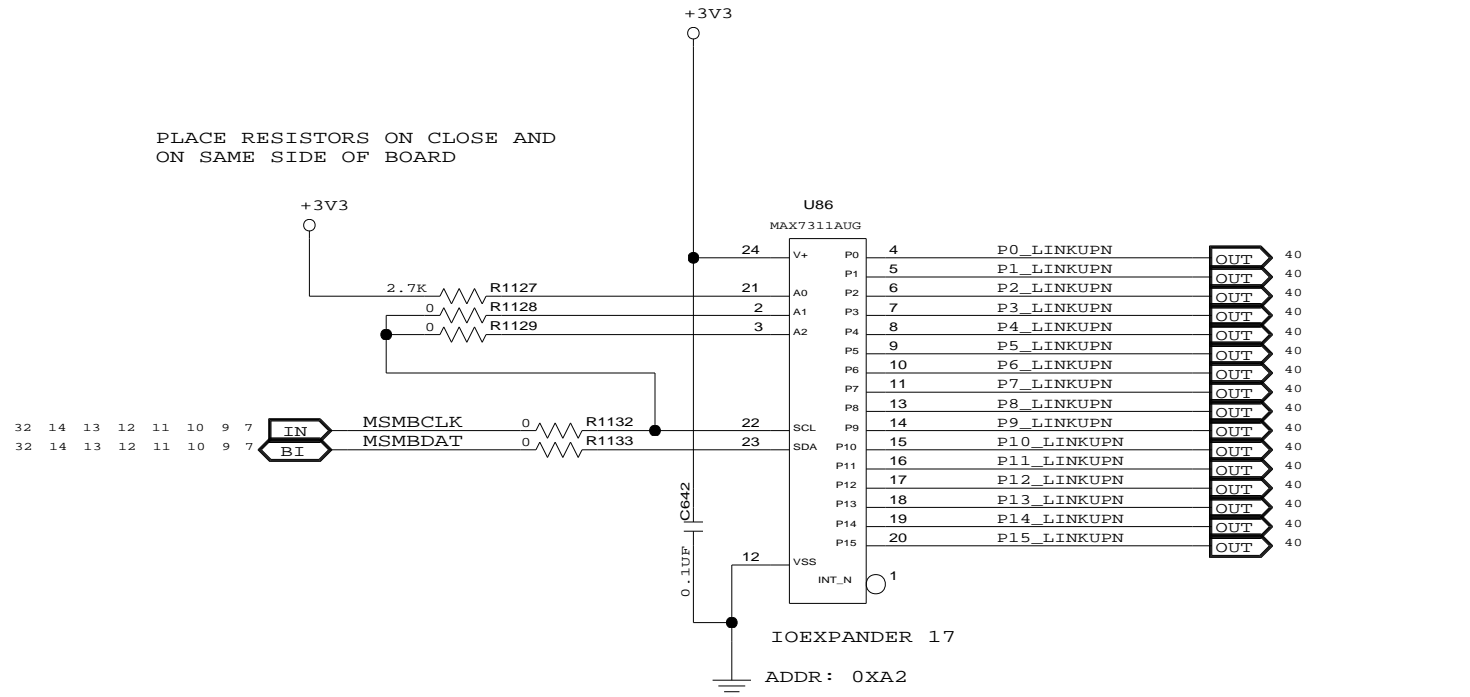 +3V3
PLACE RESISTORS ON CLOSE AND
ON SAME SIDE OF BOARD
+3V3
U86
MAX7311AUG
24 V+ P0 4 P0_LINKUPN OUT 40
P1 5 P1_LINKUPN OUT 40
2.7K R1127 21 A0 P2 6 P2_LINKUPN OUT 40
0 R1128 2 A1 P3 7 P3_LINKUPN OUT 40
0 R1129 3 A2 P4 8 P4_LINKUPN OUT 40
P5 9 P5_LINKUPN OUT 40
P6 10 P6_LINKUPN OUT 40
P7 11 P7_LINKUPN OUT 40
P8 13 P8_LINKUPN OUT 40
32 14 13 12 11 10 9 7 IN MSMBCLK 0 R1132 22 SCL P9 14 P9_LINKUPN OUT 40
32 14 13 12 11 10 9 7 BI MSMBDAT 0 R1133 23 SDA P10 15 P10_LINKUPN OUT 40
P11 16 P11_LINKUPN OUT 40
P12 17 P12_LINKUPN OUT 40
P13 18 P13_LINKUPN OUT 40
P14 19 P14_LINKUPN OUT 40
P15 20 P15_LINKUPN OUT 40
C642
0.1UF
12 VSS
INT_N 1
IOEXPANDER 17
ADDR: 0XA2